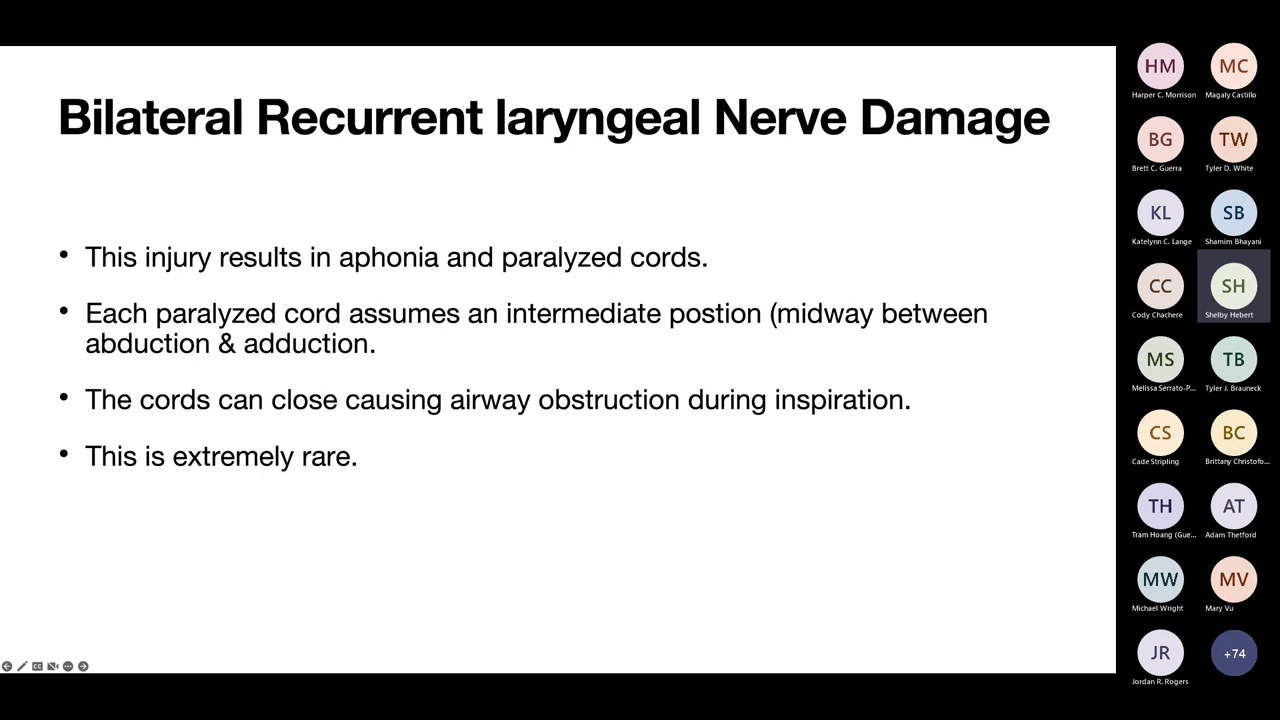 Bilateral Recurrent laryngeal Nerve Damage
• This injury results in aphonia and paralyzed cords.
• Each paralyzed cord assumes an intermediate postion (midway between
abduction & adduction.
• The cords can close causing airway obstruction during inspiration.
• This is extremely rare.
HM
Harper C. Morrison
MC
Magaly Castillo
BG
Brett C. Guerra
TW
Tyler D. White
KL
Katelynn C. Lange
SB
Shamim Bhayani
CC
Cody Chachere
SH
Shelby Hebert
MS
Melissa Serrato-P...
TB
Tyler J. Brauneck
CS
Cade Stripling
BC
Brittany Christofo...
TH
Tram Hoang (Gue...
AT
Adam Thetford
MW
Michael Wright
MV
Mary Vu
JR
Jordan R. Rogers
+74